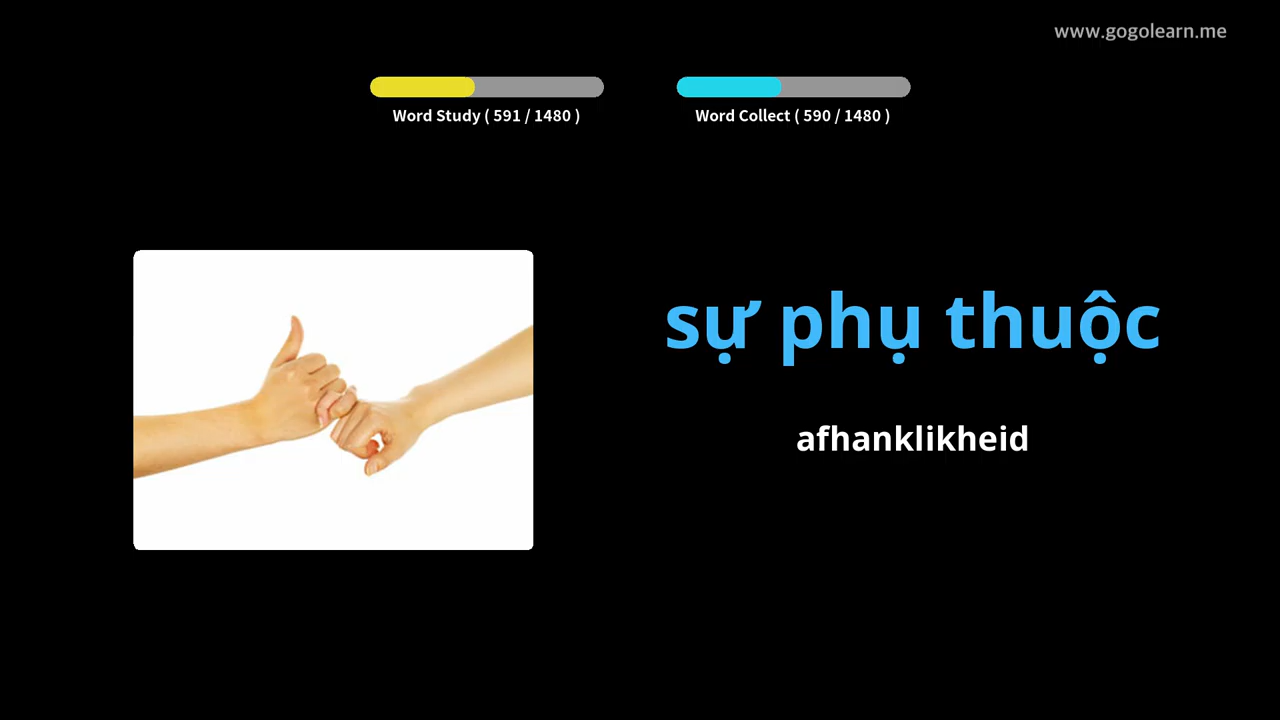 www.gogolearn.me
Word Study ( 591 / 1480 )
Word Collect ( 590 / 1480 )
sự phụ thuộc
afhanklikheid